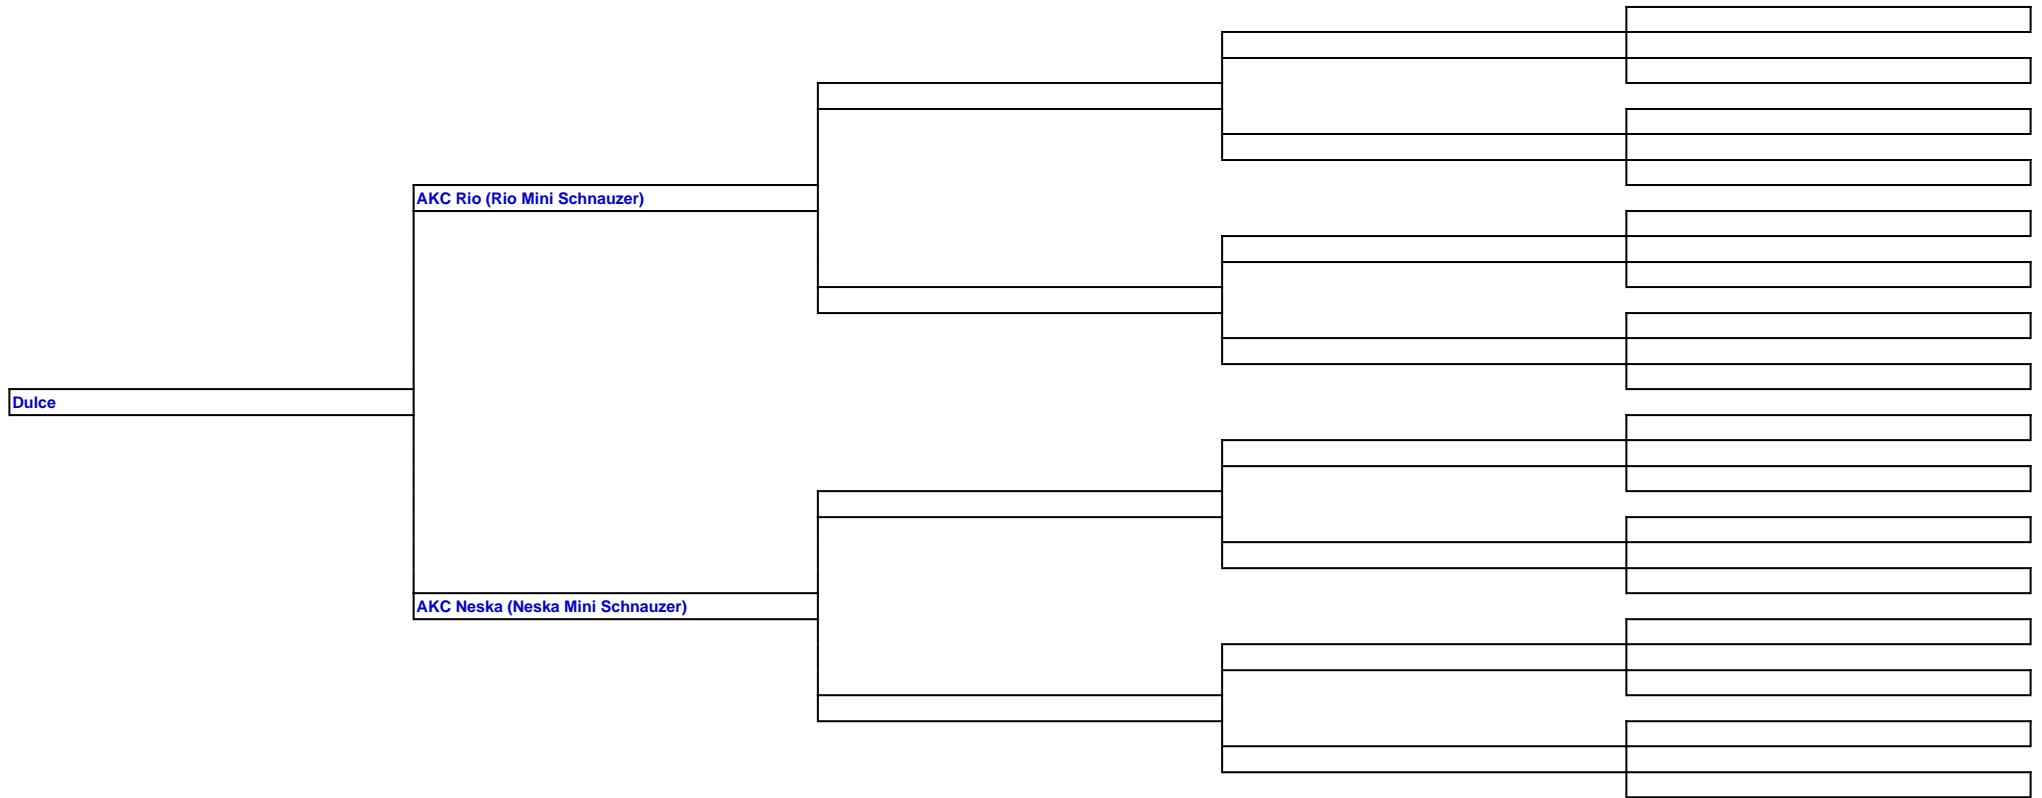 AKC Rio (Rio Mini Schnauzer)
Dulce
AKC Neska (Neska Mini Schnauzer)